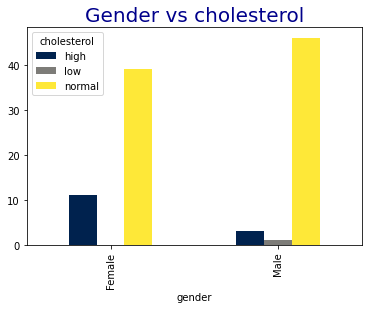 Gender vs cholesterol
cholesterol
high
low
normal
40
30
20
10
0
Female
Male
gender